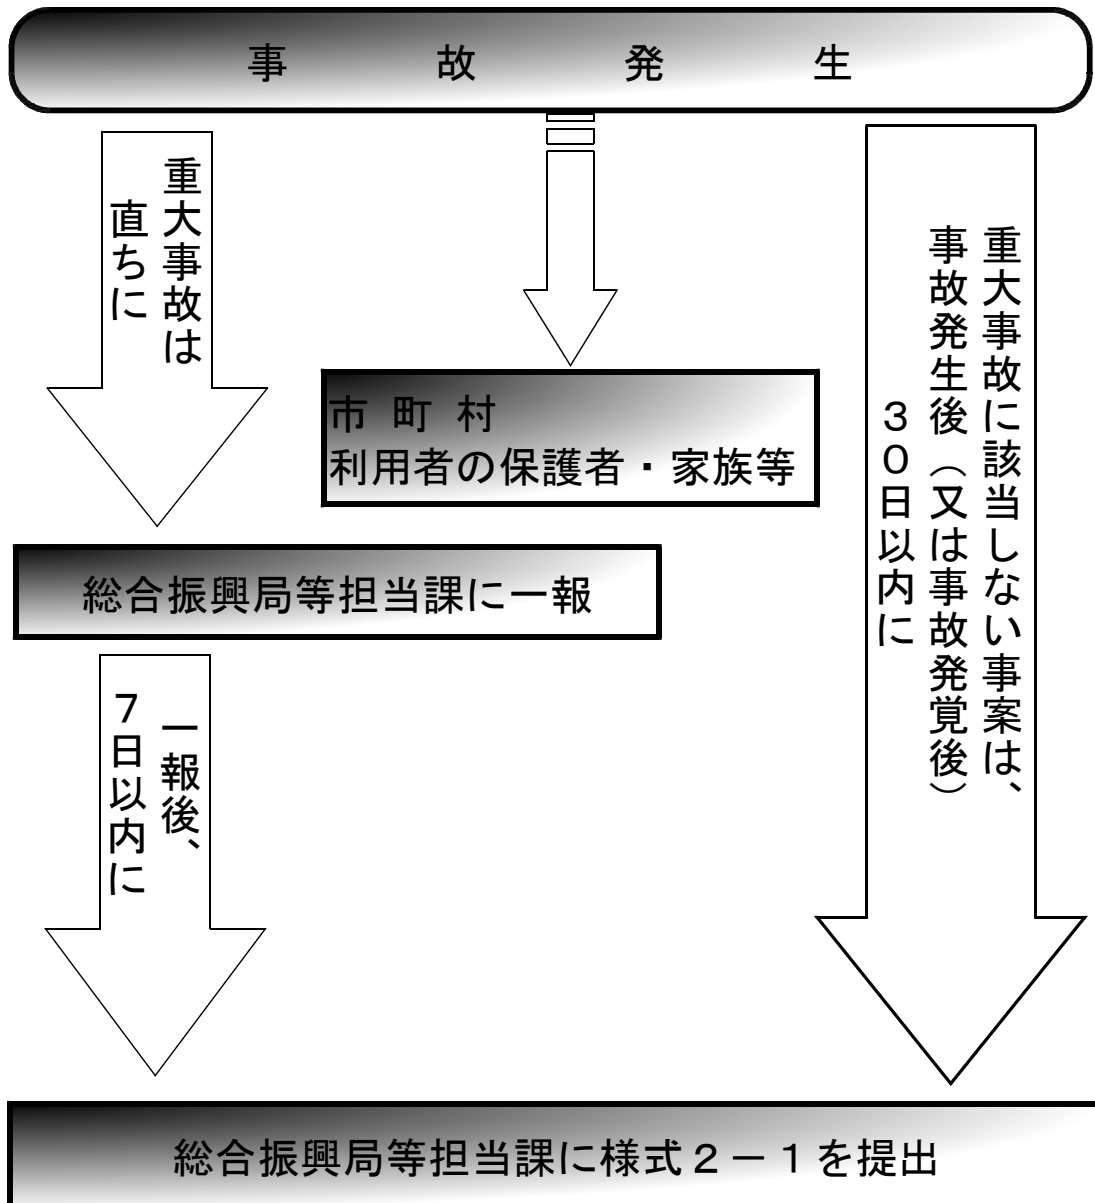 事故発生
重大事故は
直ちに
市町村
利用者の保護者・家族等
重大事故に該当しない事案は、
事故発生後（又は事故発覚後）
３０日以内に
総合振興局等担当課に一報
一報後、
７日以内に
総合振興局等担当課に様式２－１を提出